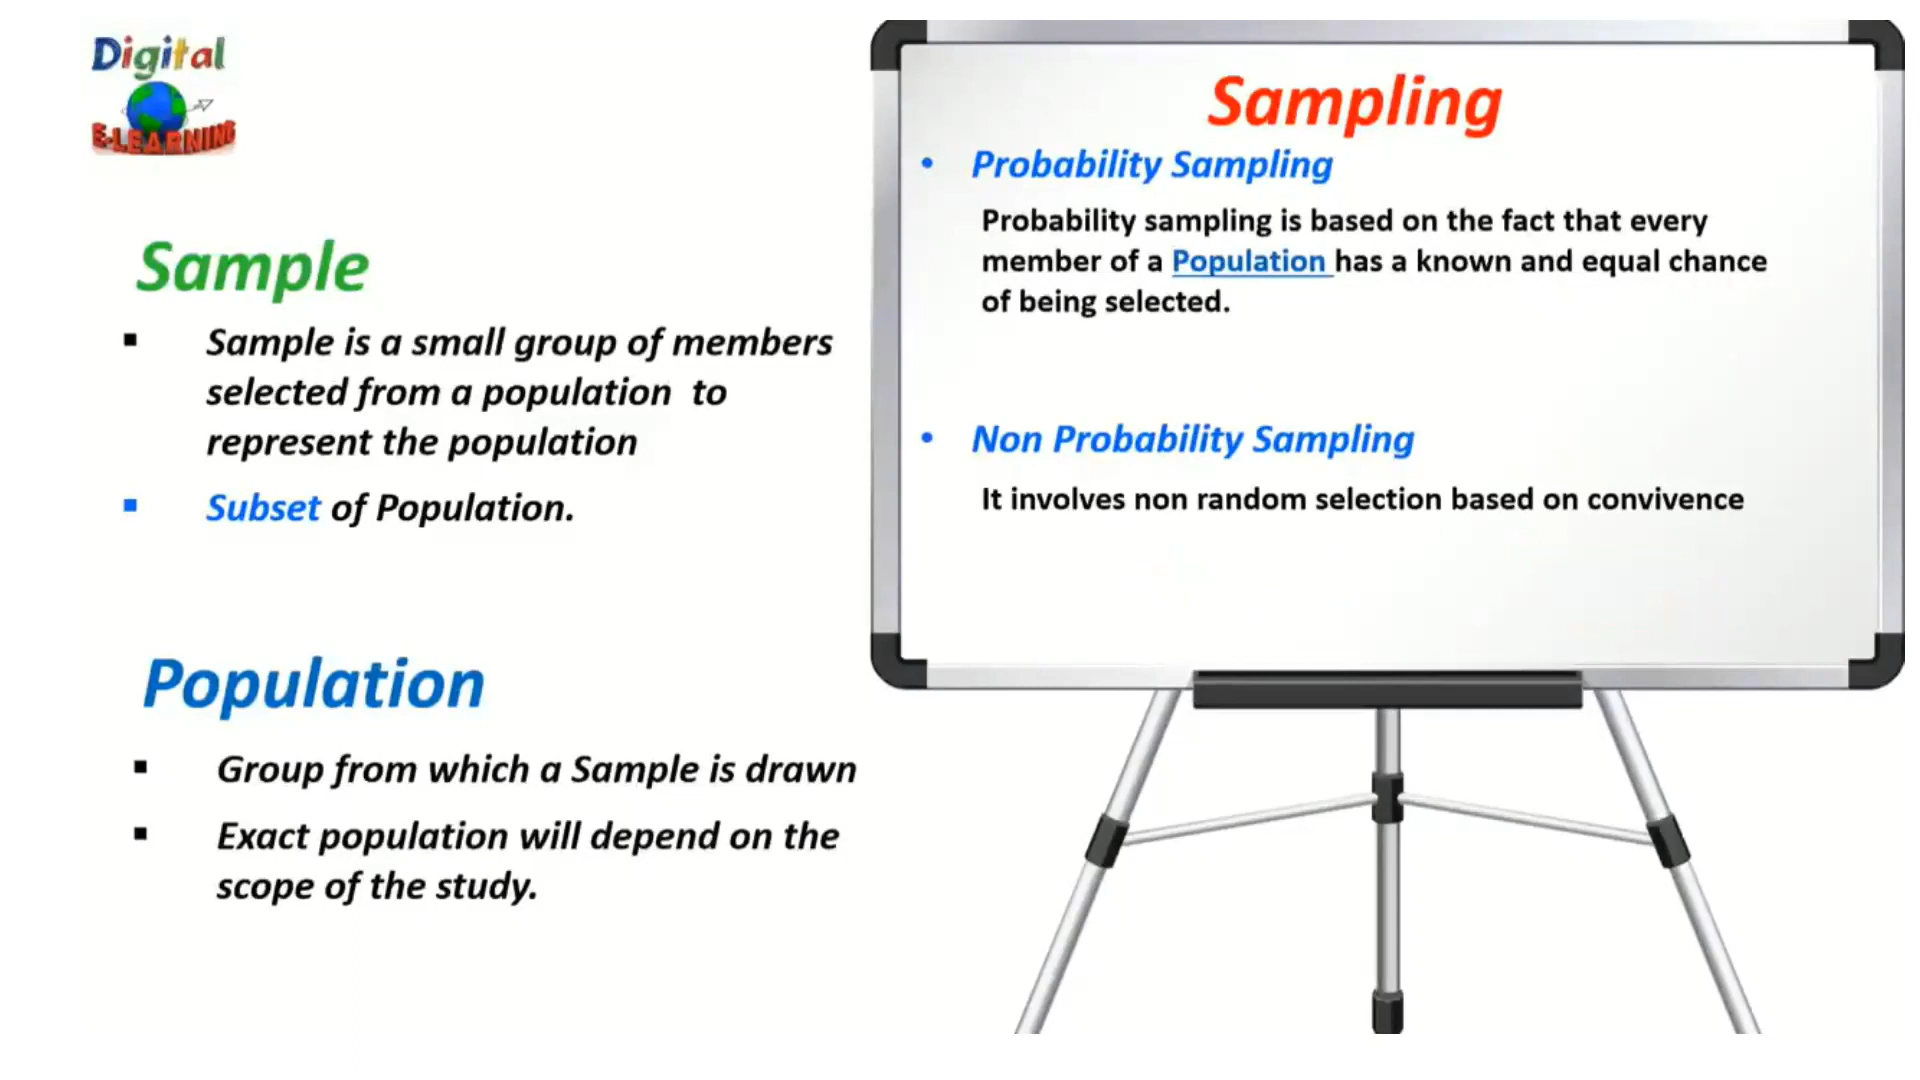 Digital
E-LEARNING
Sample
▪ Sample is a small group of members
selected from a population to
represent the population
▪ Subset of Population.
Population
▪ Group from which a Sample is drawn
▪ Exact population will depend on the
scope of the study.
Sampling
• Probability Sampling
Probability sampling is based on the fact that every
member of a Population has a known and equal chance
of being selected.
• Non Probability Sampling
It involves non random selection based on convivence